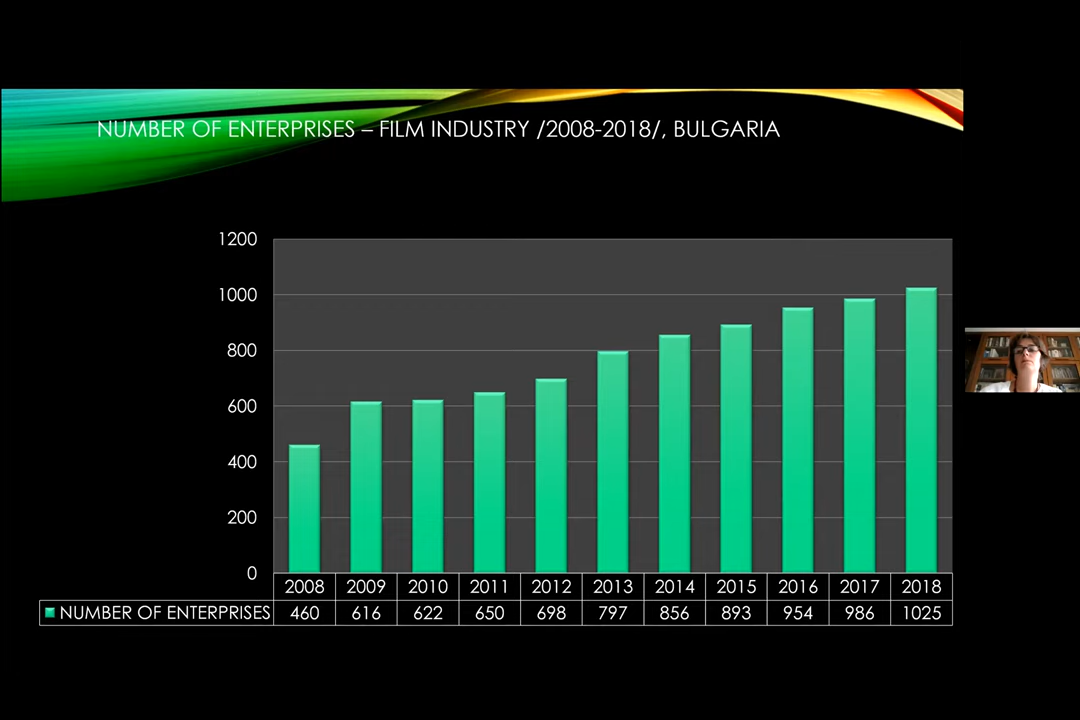 NUMBER OF ENTERPRISES – FILM INDUSTRY /2008-2018/, BULGARIA
1200
1000
800
600
400
200
0
2008 2009 2010 2011 2012 2013 2014 2015 2016 2017 2018
NUMBER OF ENTERPRISES 460 616 622 650 698 797 856 893 954 986 1025